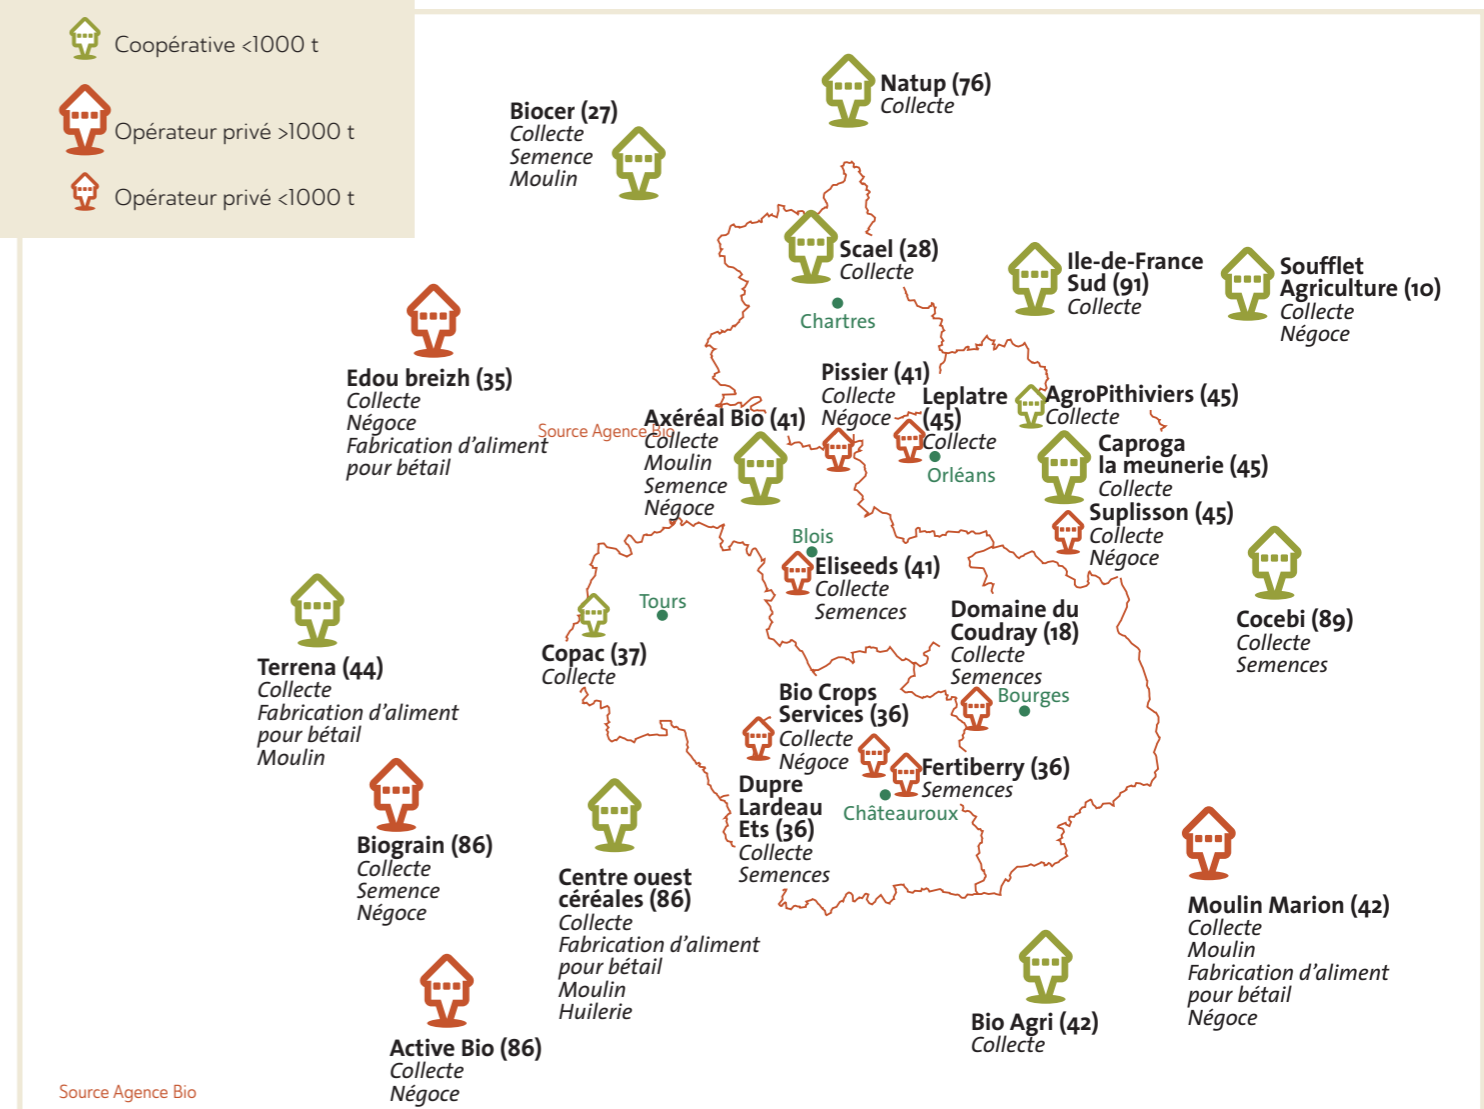 Coopérative <1000 t
Opérateur privé >1000 t
Opérateur privé <1000 t
Natup (76)
Collecte
Biocer (27)
Collecte
Semence
Moulin
Scael (28)
Collecte
Chartres
Ile-de-France
Sud (91)
Collecte
Soufflet
Agriculture (10)
Collecte
Négoce
Edou breizh (35)
Collecte
Négoce
Fabrication d'aliment
pour bétail
Source Agence Bio
Axéréal Bio (41)
Collecte
Moulin
Semence
Négoce
Pissier (41)
Collecte
Négoce
Leplatre
(45)
Collecte
Orléans
AgroPithiviers (45)
Collecte
Caproga
la meunerie (45)
Collecte
Suplisson (45)
Collecte
Négoce
Blois
Eliseeds (41)
Collecte
Semences
Cocebi (89)
Collecte
Semences
Tours
Copac (37)
Collecte
Terrena (44)
Collecte
Fabrication d'aliment
pour bétail
Moulin
Domaine du
Coudray (18)
Collecte
Semences
Bourges
Bio Crops
Services (36)
Collecte
Négoce
Fertiberry (36)
Semences
Châteauroux
Dupre
Lardeau
Ets (36)
Collecte
Semences
Biograin (86)
Collecte
Semence
Négoce
Centre ouest
céréales (86)
Collecte
Fabrication d'aliment
pour bétail
Moulin
Huilerie
Moulin Marion (42)
Collecte
Moulin
Fabrication d'aliment
pour bétail
Négoce
Bio Agri (42)
Collecte
Active Bio (86)
Collecte
Négoce
Source Agence Bio